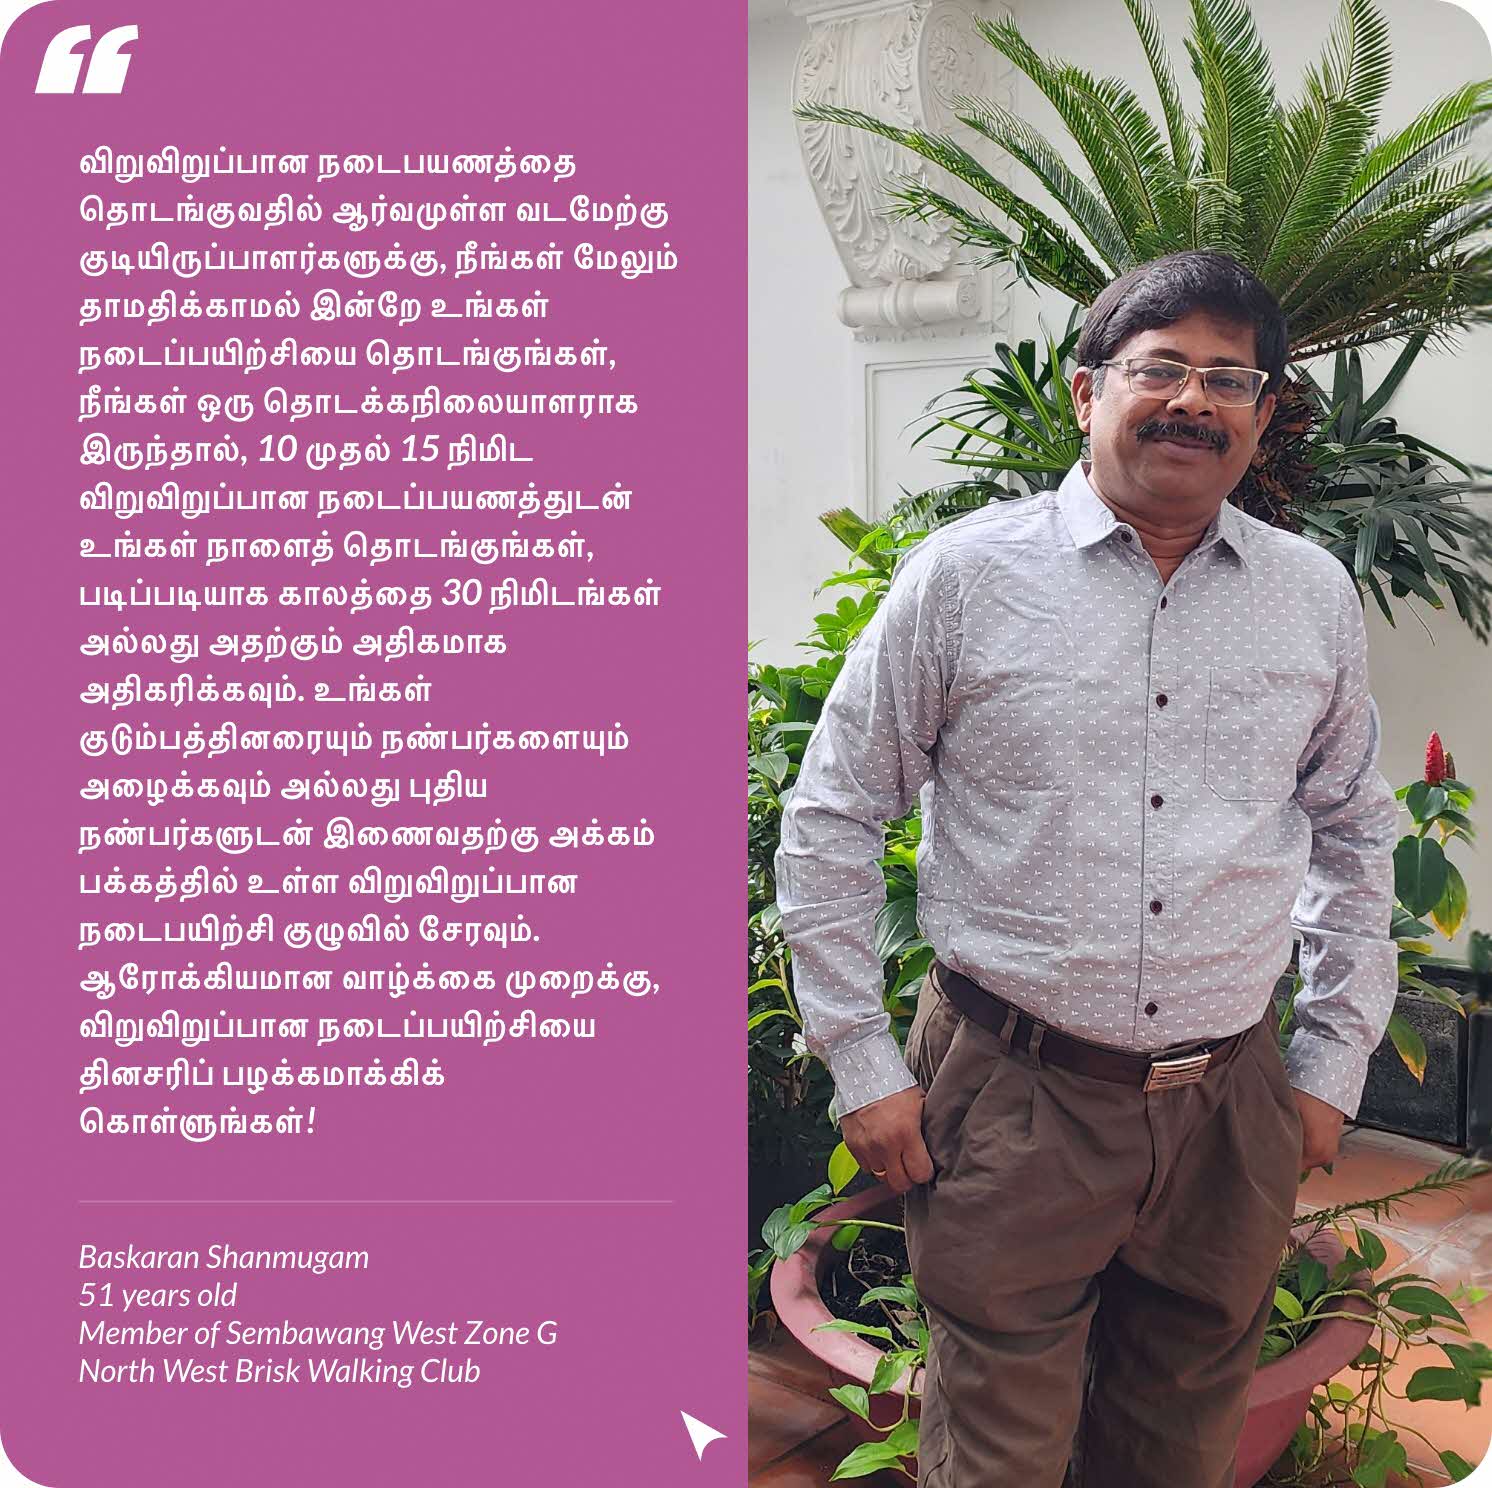 விறுவிறுப்பான நடைபயணத்தை
தொடங்குவதில் ஆர்வமுள்ள வடமேற்கு
குடியிருப்பாளர்களுக்கு, நீங்கள் மேலும்
தாமதிக்காமல் இன்றே உங்கள்
நடைப்பயிற்சியை தொடங்குங்கள்,
நீங்கள் ஒரு தொடக்கநிலையாளராக
இருந்தால், 10 முதல் 15 நிமிட
விறுவிறுப்பான நடைப்பயணத்துடன்
உங்கள் நாளைத் தொடங்குங்கள்,
படிப்படியாக காலத்தை 30 நிமிடங்கள்
அல்லது அதற்கும் அதிகமாக
அதிகரிக்கவும். உங்கள்
குடும்பத்தினரையும் நண்பர்களையும்
அழைக்கவும் அல்லது புதிய
நண்பர்களுடன் இணைவதற்கு அக்கம்
பக்கத்தில் உள்ள விறுவிறுப்பான
நடைபயிற்சி குழுவில் சேரவும்.
ஆரோக்கியமான வாழ்க்கை முறைக்கு,
விறுவிறுப்பான நடைப்பயிற்சியை
தினசரிப் பழக்கமாக்கிக்
கொள்ளுங்கள்!
Baskaran Shanmugam
51 years old
Member of Sembawang West Zone G
North West Brisk Walking Club